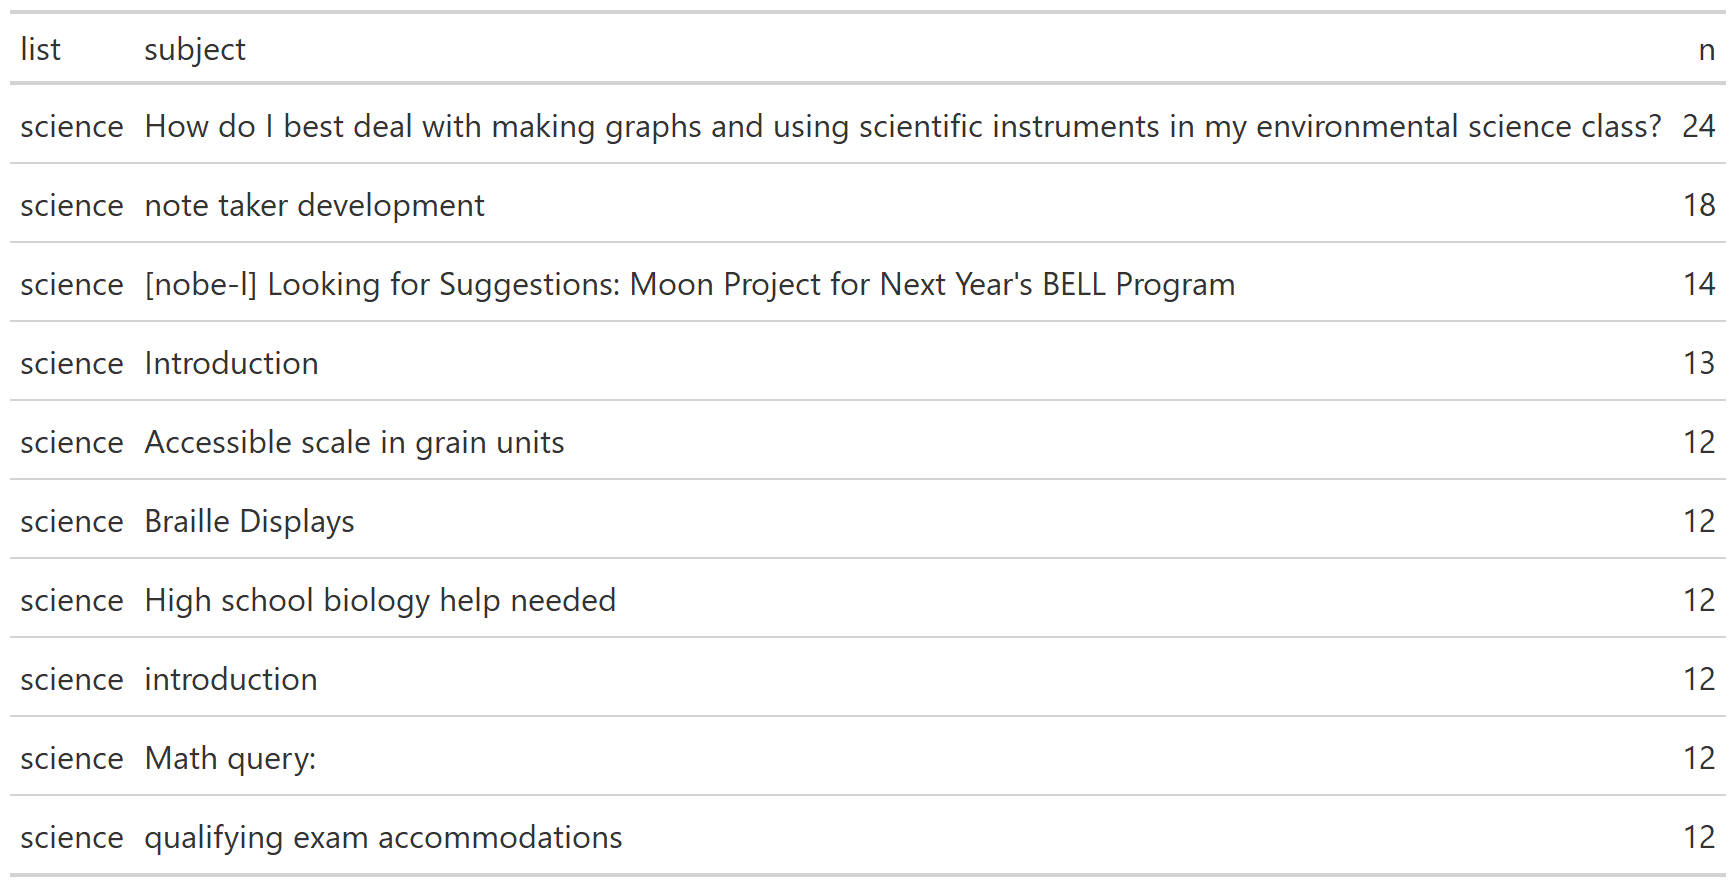 list subject n
science How do I best deal with making graphs and using scientific instruments in my environmental science class? 24
science note taker development 18
science [nobe-l] Looking for Suggestions: Moon Project for Next Year's BELL Program 14
science Introduction 13
science Accessible scale in grain units 12
science Braille Displays 12
science High school biology help needed 12
science introduction 12
science Math query: 12
science qualifying exam accommodations 12